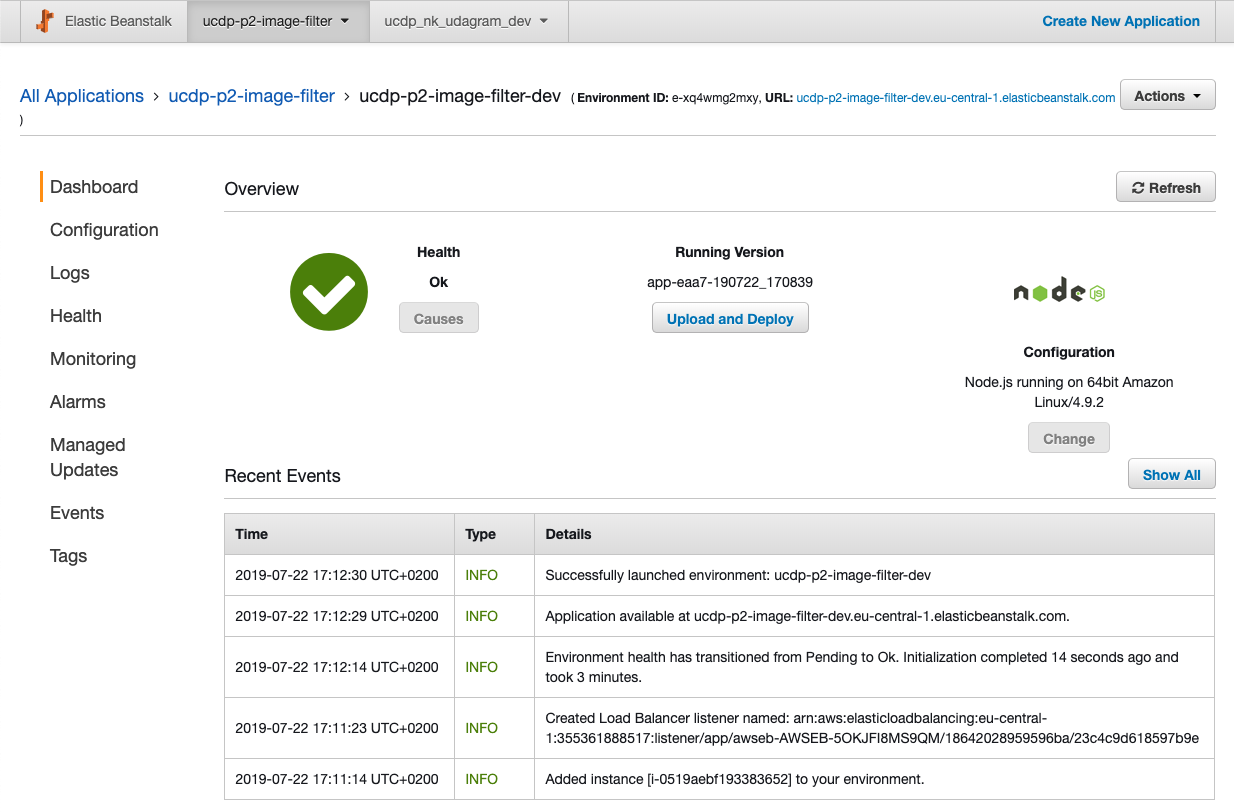 Elastic Beanstalk ucdp-p2-image-filter ucdp_nk_udagram_dev Create New Application
All Applications › ucdp-p2-image-filter › ucdp-p2-image-filter-dev ( Environment ID: e-xq4wmg2mxy, URL: ucdp-p2-image-filter-dev.eu-central-1.elasticbeanstalk.com Actions
)
Dashboard
Configuration
Logs
Health
Monitoring
Alarms
Managed
Updates
Events
Tags
Overview Refresh
Health
Ok
Causes
Running Version
app-eaa7-190722_170839
Upload and Deploy
node JS
Configuration
Node.js running on 64bit Amazon
Linux/4.9.2
Change
Recent Events Show All
Time Type Details
2019-07-22 17:12:30 UTC+0200 INFO Successfully launched environment: ucdp-p2-image-filter-dev
2019-07-22 17:12:29 UTC+0200 INFO Application available at ucdp-p2-image-filter-dev.eu-central-1.elasticbeanstalk.com.
2019-07-22 17:12:14 UTC+0200 INFO Environment health has transitioned from Pending to Ok. Initialization completed 14 seconds ago and
took 3 minutes.
2019-07-22 17:11:23 UTC+0200 INFO Created Load Balancer listener named: arn:aws:elasticloadbalancing:eu-central-
1:355361888517:listener/app/awseb-AWSEB-5OKJFI8MS9QM/18642028959596ba/23c4c9d618597b9e
2019-07-22 17:11:14 UTC+0200 INFO Added instance [i-0519aebf193383652] to your environment.